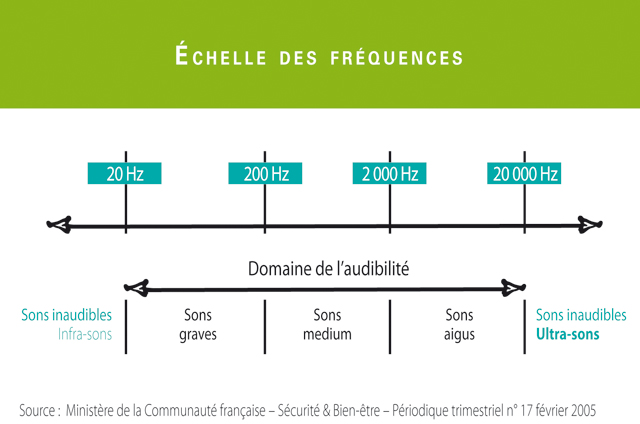 ÉCHELLE DES FRÉQUENCES
20 Hz 200 Hz 2 000 Hz 20 000 Hz
Domaine de l'audibilité
Sons inaudibles
Infra-sons
Sons
graves
Sons
medium
Sons
aigus
Sons inaudibles
Ultra-sons
Source : Ministère de la Communauté française – Sécurité & Bien-être – Périodique trimestriel n° 17 février 2005